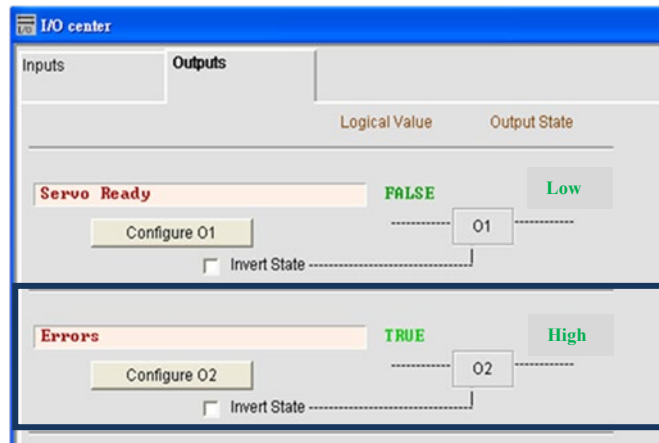 I/O center
Inputs Outputs
Logical Value Output State
Servo Ready FALSE Low
Configure O1 O1
Invert State
Errors TRUE High
Configure O2 O2
Invert State